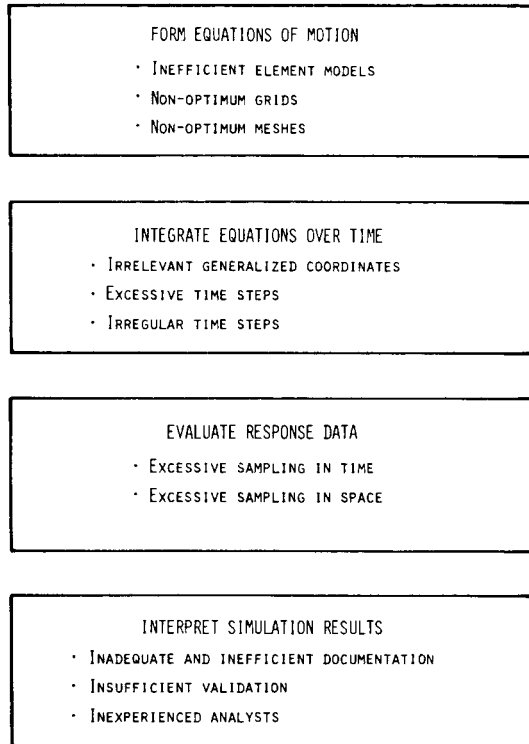 FORM EQUATIONS OF MOTION
· INEFFICIENT ELEMENT MODELS
· NON-OPTIMUM GRIDS
· NON-OPTIMUM MESHES
INTEGRATE EQUATIONS OVER TIME
· IRRELEVANT GENERALIZED COORDINATES
· EXCESSIVE TIME STEPS
· IRREGULAR TIME STEPS
EVALUATE RESPONSE DATA
· EXCESSIVE SAMPLING IN TIME
· EXCESSIVE SAMPLING IN SPACE
INTERPRET SIMULATION RESULTS
· INADEQUATE AND INEFFICIENT DOCUMENTATION
· INSUFFICIENT VALIDATION
· INEXPERIENCED ANALYSTS